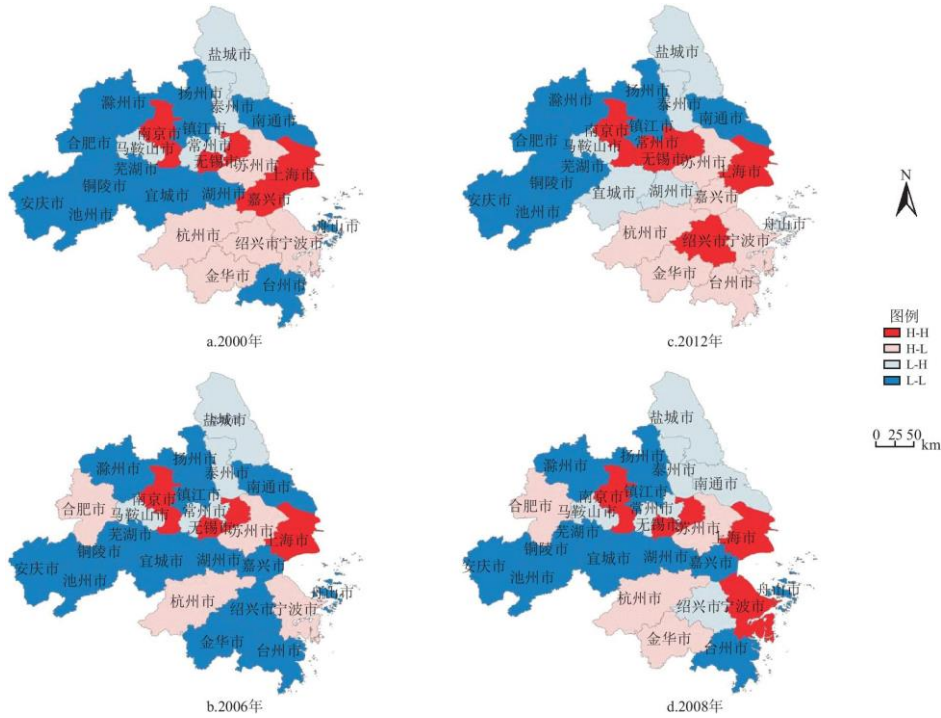 盐城市
扬州市
滁州市
泰州市
南通市
南京市
镇江市
合肥市
马鞍山市
常州市
无锡市
苏州市
芜湖市
上海市
铜陵市
宜城市
湖州市
嘉兴市
安庆市
池州市
杭州市
绍兴市
宁波市
舟山市
金华市
台州市
a.2000年
盐城市
扬州市
滁州市
泰州市
南通市
南京市
镇江市
合肥市
马鞍山市
常州市
无锡市
苏州市
芜湖市
上海市
铜陵市
宜城市
湖州市
嘉兴市
安庆市
池州市
杭州市
绍兴市
宁波市
舟山市
金华市
台州市
c.2012年
N
图例
H-H
H-L
L-H
L-L
0 25 50 km
盐城市
扬州市
滁州市
泰州市
南通市
南京市
镇江市
合肥市
马鞍山市
常州市
无锡市
苏州市
芜湖市
上海市
铜陵市
宜城市
湖州市
嘉兴市
安庆市
池州市
杭州市
绍兴市
宁波市
舟山市
金华市
台州市
b.2006年
盐城市
扬州市
滁州市
泰州市
南通市
南京市
镇江市
合肥市
马鞍山市
常州市
无锡市
苏州市
芜湖市
上海市
铜陵市
宜城市
湖州市
嘉兴市
安庆市
池州市
杭州市
绍兴市
宁波市
舟山市
金华市
台州市
d.2008年